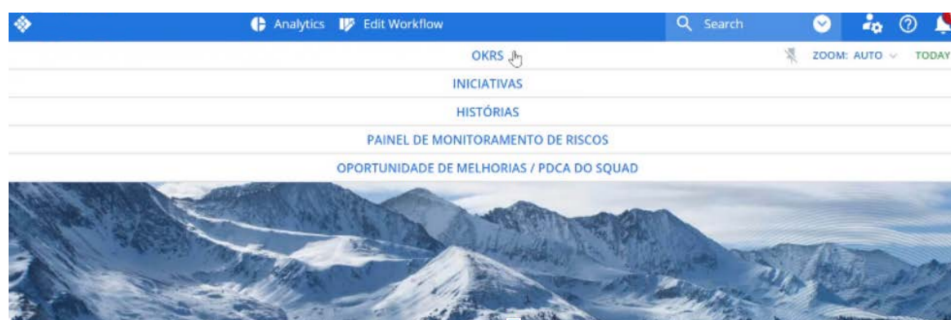 Analytics Edit Workflow Search
OKRS ZOOM: AUTO TODAY
INICIATIVAS
HISTÓRIAS
PAINEL DE MONITORAMENTO DE RISCOS
OPORTUNIDADE DE MELHORIAS / PDCA DO SQUAD